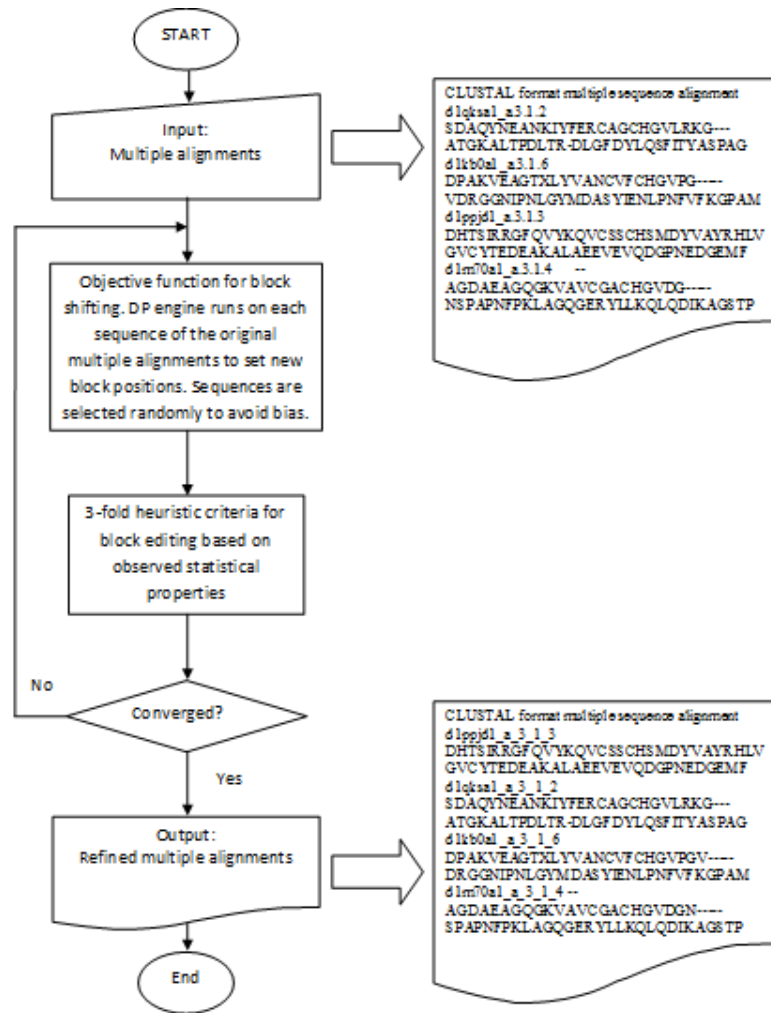 START
Input:
Multiple alignments
CLUSTAL format multiple sequence alignment
d1qksa1_a3.1.2
SDAQYNEANKIYFERCAGCHGVLRKG---
ATGKALTPDLTR-DLGFDYLQSFITYASPAG
d1kb0a1_a3.1.6
DPAKVEAGTXLYVANCVFCHGVPG-----
VDRGGNIPNLGYMDASYIENLPNFVFKGPAM
d1ppjd1_a.3.1.3
DHTSIRRGFQVYKQVCSSCHSMDYVAYRHLV
GVCYTEDEAKALAEEVEVQDGPNEDGEMF
d1m70a1_a.3.1.4 --
AGDAEAGQGKVAVCGACHGVDG-----
NSPAPNFPKLAGQGERYLLKQLQDIKAGSTP
Objective function for block
shifting. DP engine runs on each
sequence of the original
multiple alignments to set new
block positions. Sequences are
selected randomly to avoid bias.
3-fold heuristic criteria for
block editing based on
observed statistical
properties
No
Converged?
Yes
Output:
Refined multiple alignments
CLUSTAL format multiple sequence alignment
d1ppjd1_a_3_1_3
DHTSIRRGFQVYKQVCSSCHSMDYVAYRHLV
GVCYTEDEAKALAEEVEVQDGPNEDGEMF
d1qksa1_a_3_1_2
SDAQYNEANKIYFERCAGCHGVLRKG---
ATGKALTPDLTR-DLGFDYLQSFITYASPAG
d1kb0a1_a_3_1_6
DPAKVEAGTXLYVANCVFCHGVPGV-----
DRGGNIPNLGYMDASYIENLPNFVFKGPAM
d1m70a1_a_3_1_4 --
AGDAEAGQGKVAVCGACHGVDGN-----
SPAPNFPKLAGQGERYLLKQLQDIKAGSTP
End